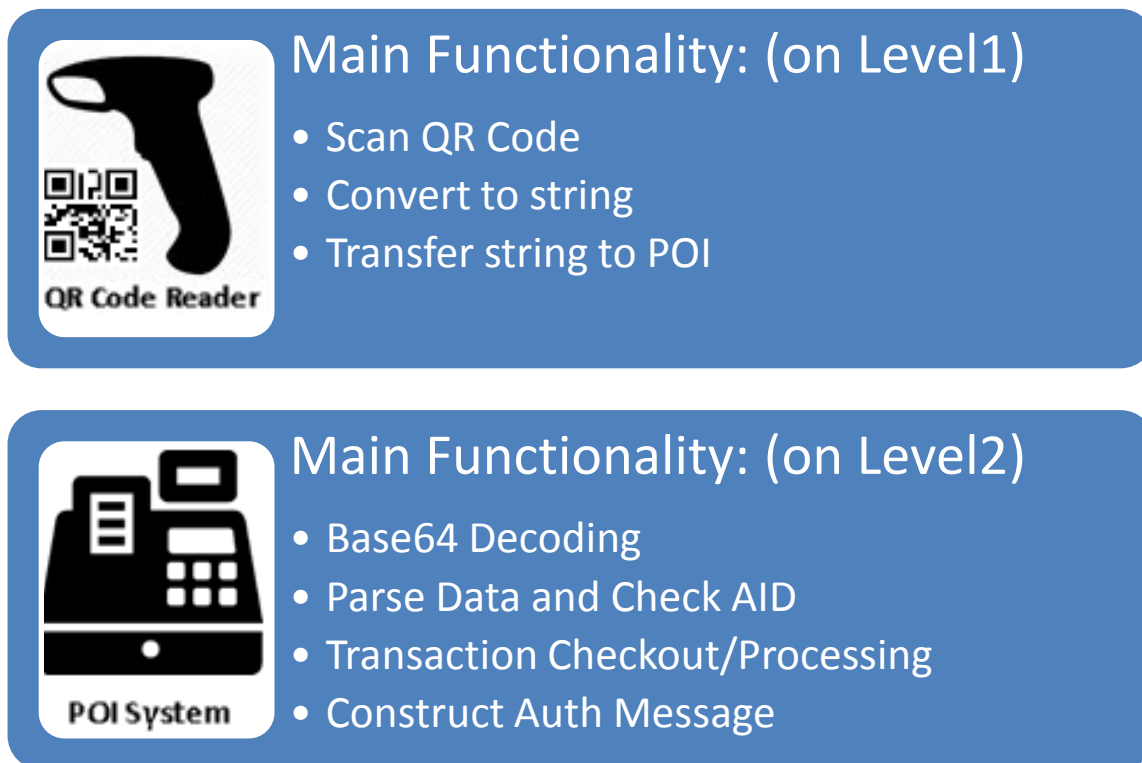 Main Functionality: (on Level1)
• Scan QR Code
• Convert to string
• Transfer string to POI
QR Code Reader
Main Functionality: (on Level2)
• Base64 Decoding
• Parse Data and Check AID
• Transaction Checkout/Processing
• Construct Auth Message
POI System